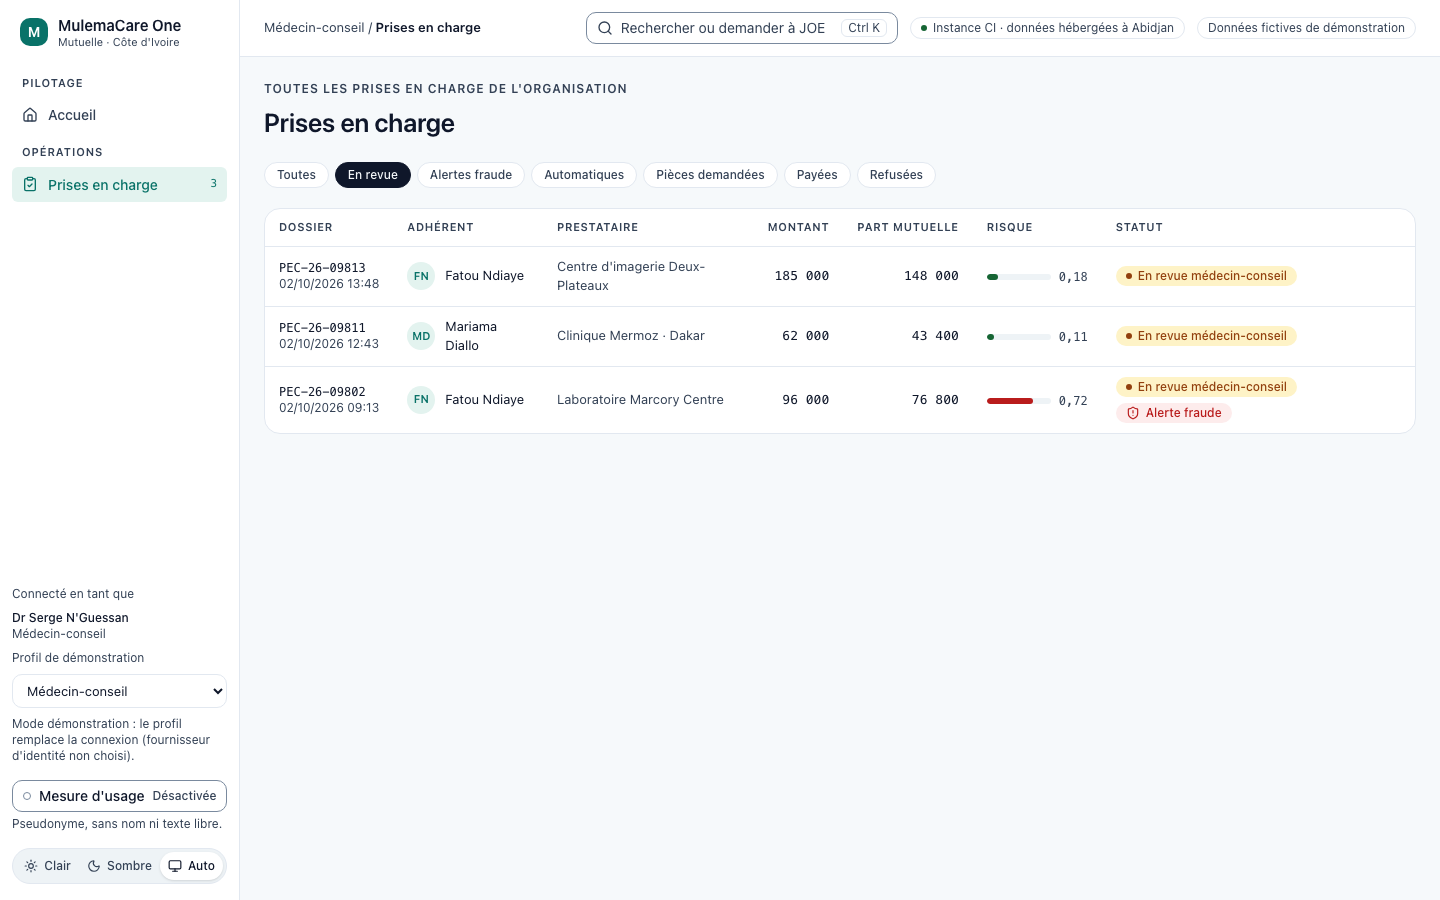 M
MulemaCare One
Mutuelle · Côte d'Ivoire
PILOTAGE
Accueil
OPÉRATIONS
Prises en charge 3
Connecté en tant que
Dr Serge N'Guessan
Médecin-conseil
Profil de démonstration
Médecin-conseil
Mode démonstration : le profil
remplace la connexion (fournisseur
d'identité non choisi).
Mesure d'usage Désactivée
Pseudonyme, sans nom ni texte libre.
Clair Sombre Auto
Médecin-conseil / Prises en charge
Rechercher ou demander à JOE Ctrl K
Instance CI · données hébergées à Abidjan
Données fictives de démonstration
TOUTES LES PRISES EN CHARGE DE L'ORGANISATION
Prises en charge
Toutes En revue Alertes fraude Automatiques Pièces demandées Payées Refusées
DOSSIER ADHÉRENT PRESTATAIRE MONTANT PART MUTUELLE RISQUE STATUT
PEC-26-09813
02/10/2026 13:48
FN Fatou Ndiaye
Centre d'imagerie Deux-
Plateaux
185 000 148 000 0,18 En revue médecin-conseil
PEC-26-09811
02/10/2026 12:43
MD Mariama
Diallo
Clinique Mermoz · Dakar 62 000 43 400 0,11 En revue médecin-conseil
PEC-26-09802
02/10/2026 09:13
FN Fatou Ndiaye Laboratoire Marcory Centre 96 000 76 800 0,72 En revue médecin-conseil
Alerte fraude